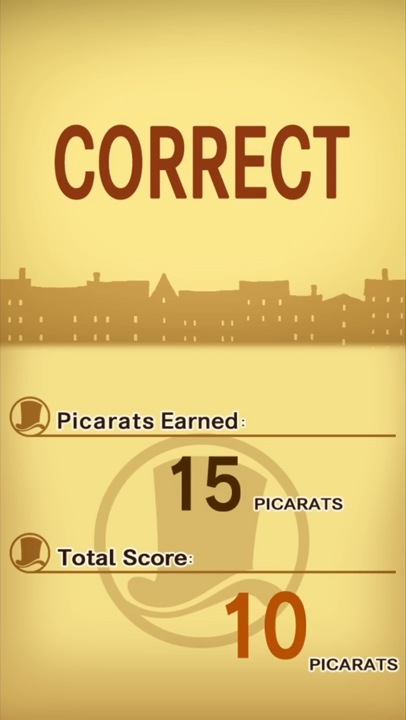 CORRECT
Picarats Earned:
15 PICARATS
Total Score:
10 PICARATS